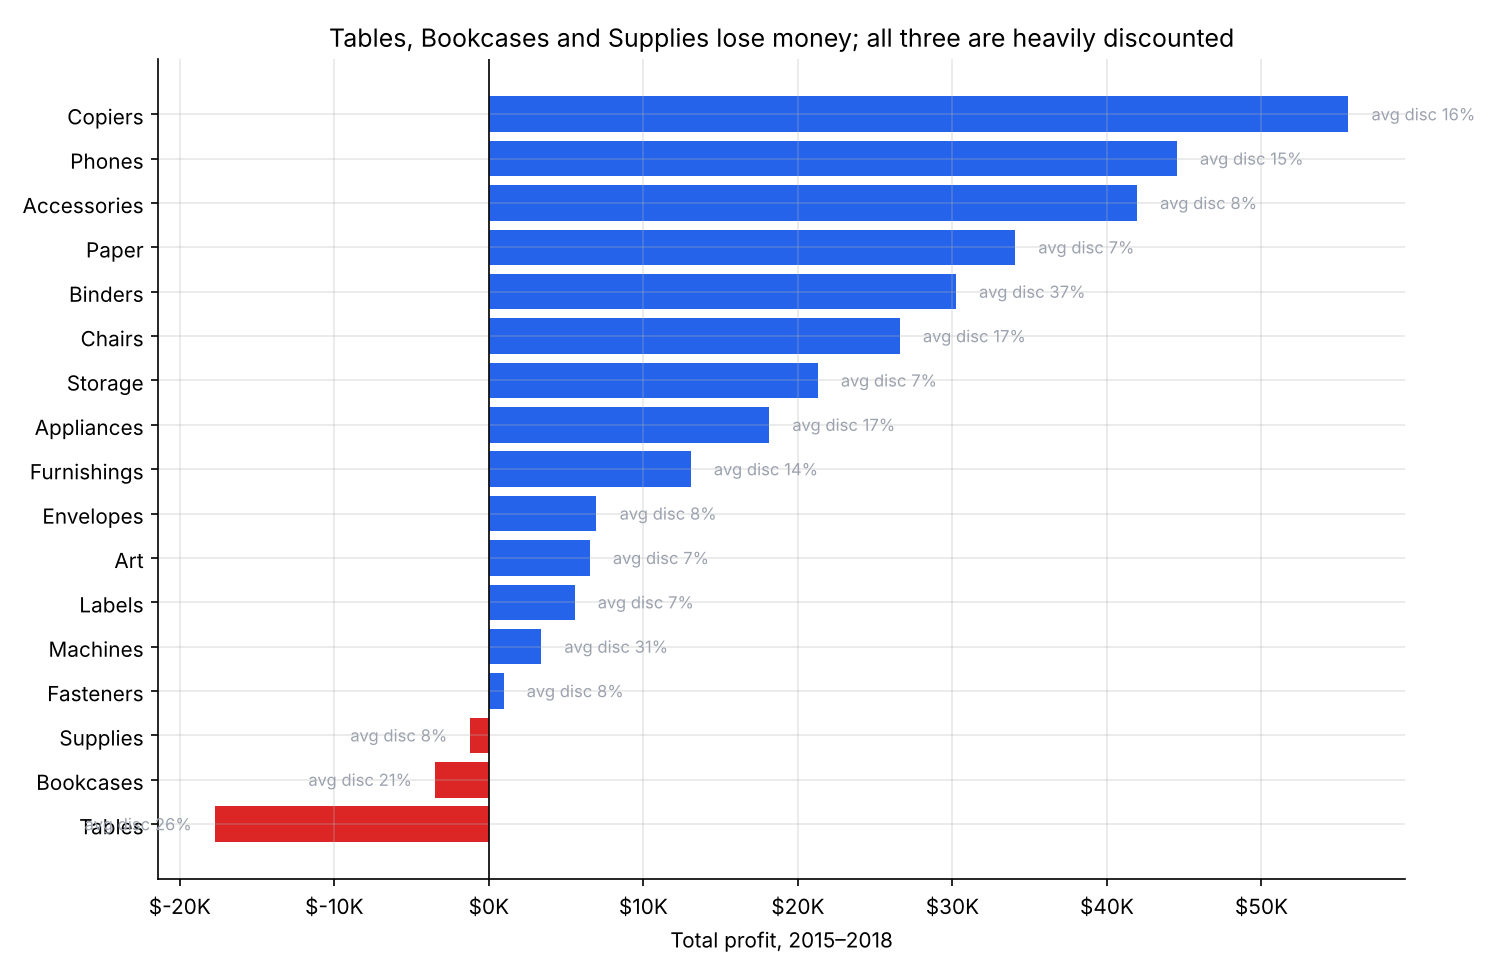 Tables, Bookcases and Supplies lose money; all three are heavily discounted
Copiers avg disc 16%
Phones avg disc 15%
Accessories avg disc 8%
Paper avg disc 7%
Binders avg disc 37%
Chairs avg disc 17%
Storage avg disc 7%
Appliances avg disc 17%
Furnishings avg disc 14%
Envelopes avg disc 8%
Art avg disc 7%
Labels avg disc 7%
Machines avg disc 31%
Fasteners avg disc 8%
Supplies avg disc 8%
Bookcases avg disc 21%
Tables avg disc 26%
$-20K $-10K $0K $10K $20K $30K $40K $50K
Total profit, 2015–2018